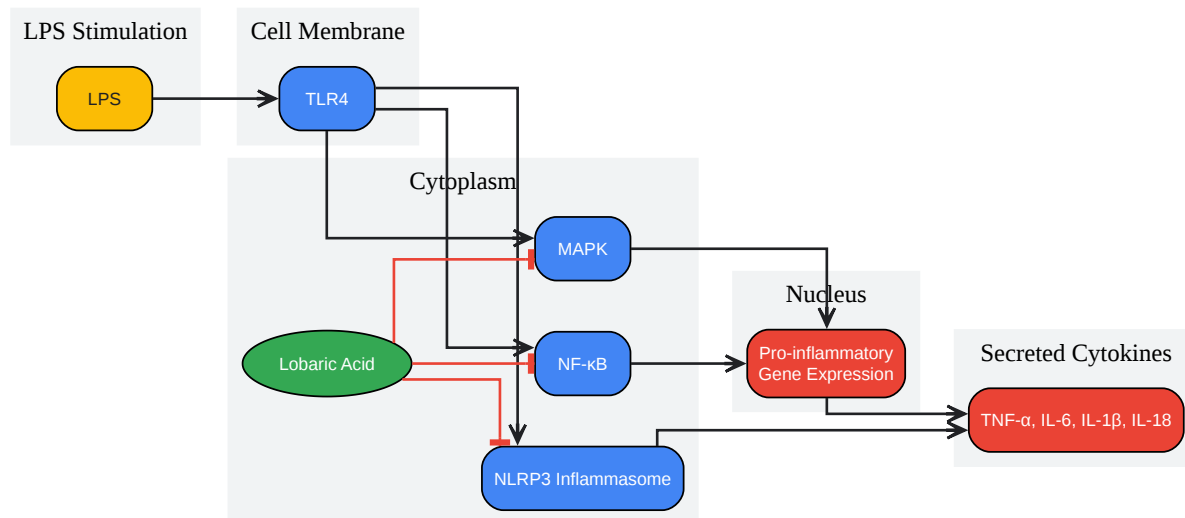 LPS Stimulation
Cell Membrane
LPS
TLR4
Cytoplasm
MAPK
Nucleus
Lobaric Acid
NF-κB
Pro-inflammatory
Gene Expression
Secreted Cytokines
TNF-α, IL-6, IL-1β, IL-18
NLRP3 Inflammasome